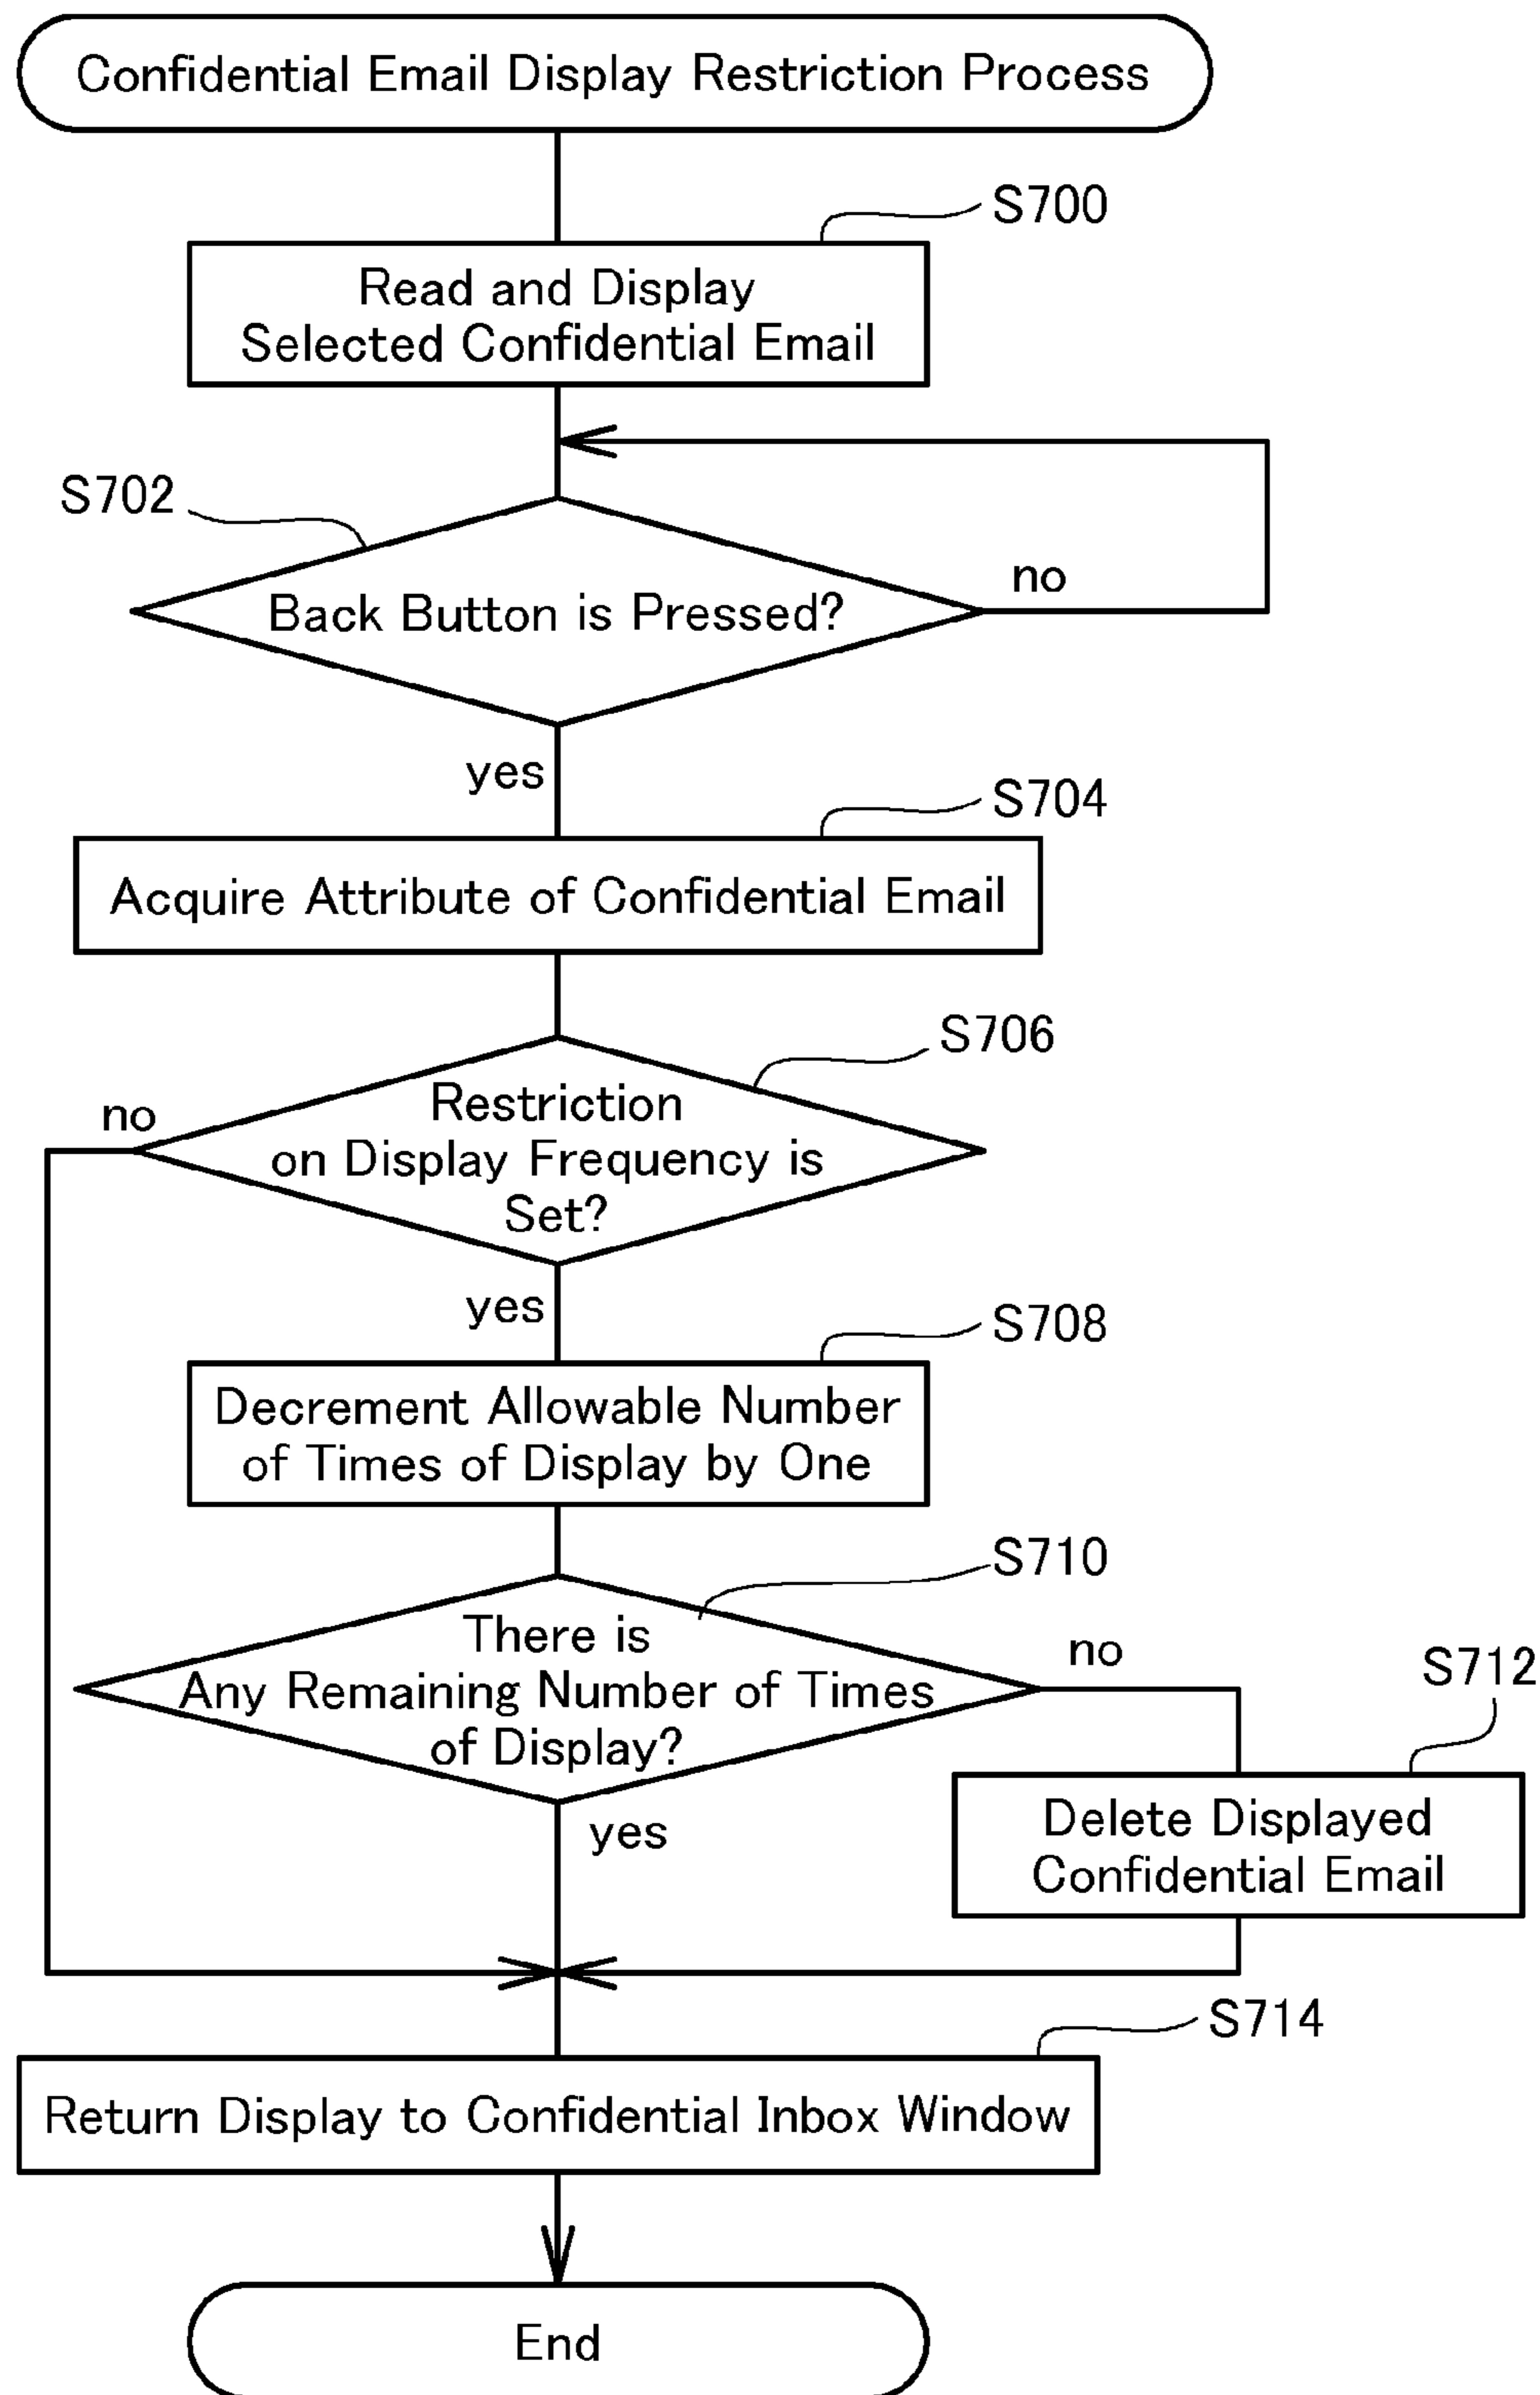 Confidential Email Display Restriction Process
S700
Read and Display
Selected Confidential Email
S702
no
Back Button is Pressed?
yes
S704
Acquire Attribute of Confidential Email
S706
no
Restriction
on Display Frequency is
Set?
yes
S708
Decrement Allowable Number
of Times of Display by One
S710
There is
Any Remaining Number of Times
of Display?
no
S712
yes
Delete Displayed
Confidential Email
S714
Return Display to Confidential Inbox Window
End